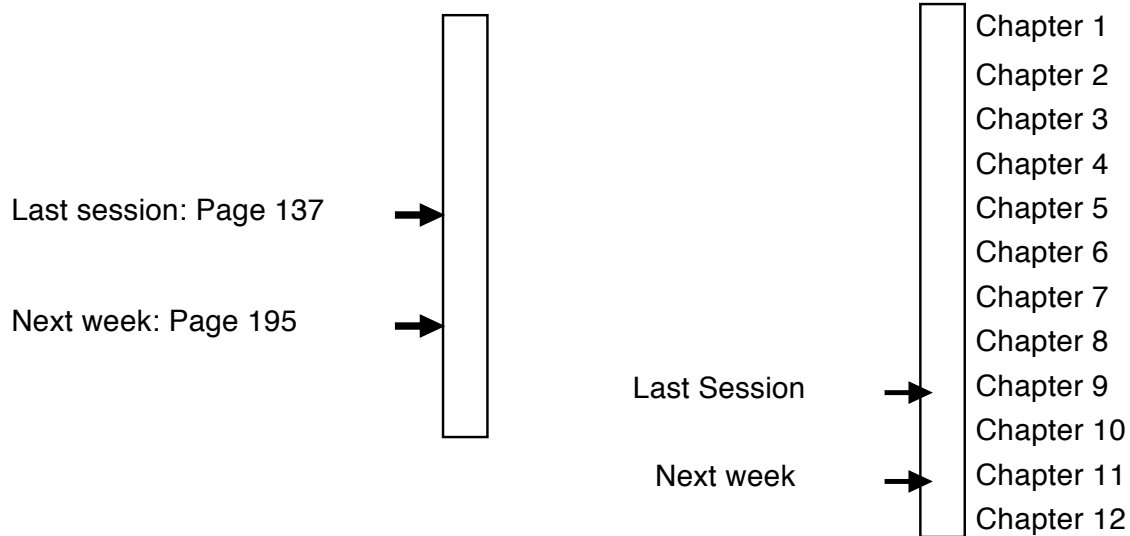 Last session: Page 137
Next week: Page 195
Chapter 1
Chapter 2
Chapter 3
Chapter 4
Chapter 5
Chapter 6
Chapter 7
Chapter 8
Last Session
Chapter 9
Chapter 10
Next week
Chapter 11
Chapter 12